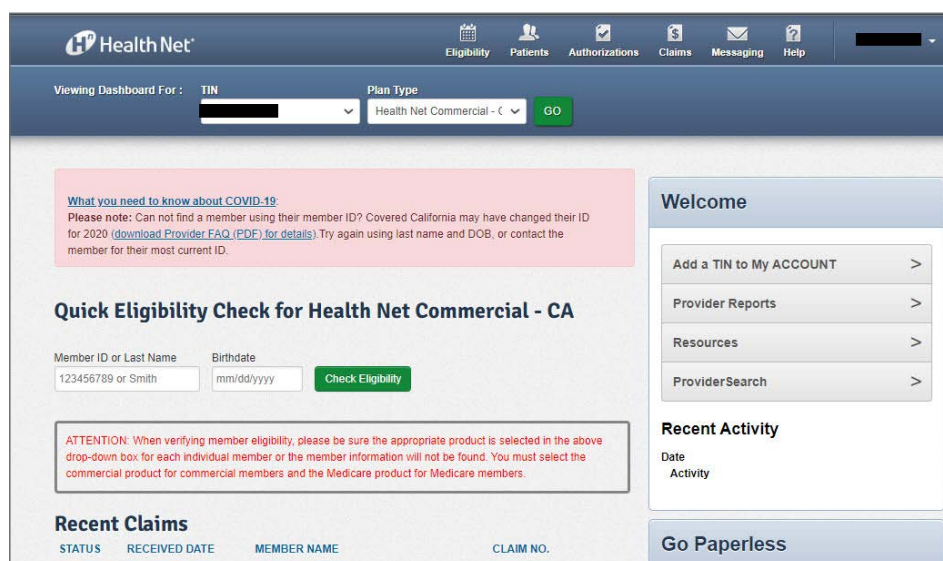 Health Net
Eligibility Patients Authorizations Claims Messaging Help
Viewing Dashboard For : TIN Plan Type
Health Net Commercial - C GO
What you need to know about COVID-19:
Please note: Can not find a member using their member ID? Covered California may have changed their ID
for 2020 (download Provider FAQ (PDF) for details).Try again using last name and DOB, or contact the
member for their most current ID.
Quick Eligibility Check for Health Net Commercial - CA
Member ID or Last Name Birthdate
123456789 or Smith mm/dd/yyyy Check Eligibility
ATTENTION: When verifying member eligibility, please be sure the appropriate product is selected in the above
drop-down box for each individual member or the member information will not be found. You must select the
commercial product for commercial members and the Medicare product for Medicare members.
Recent Claims
STATUS RECEIVED DATE MEMBER NAME CLAIM NO.
Welcome
Add a TIN to My ACCOUNT >
Provider Reports >
Resources >
ProviderSearch >
Recent Activity
Date
Activity
Go Paperless